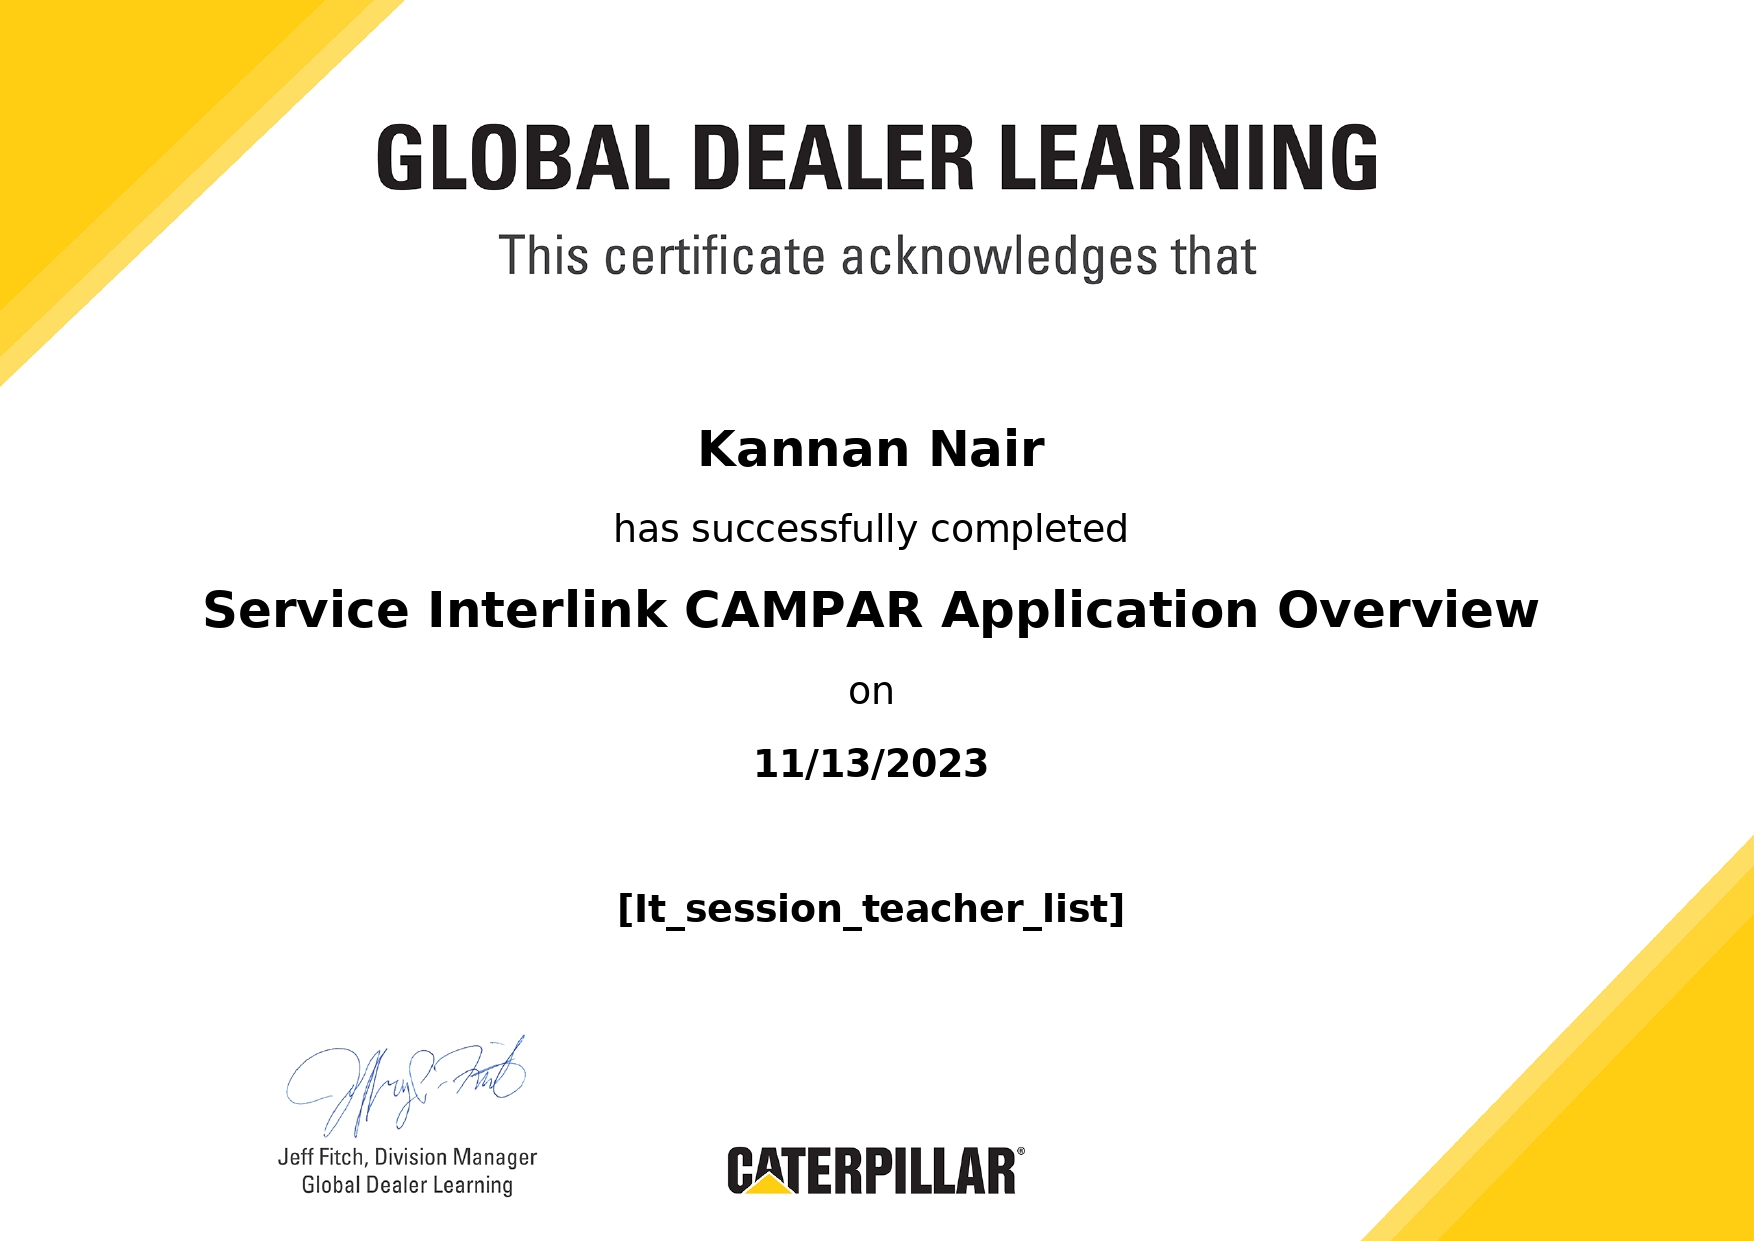 GLOBAL DEALER LEARNING
This certificate acknowledges that
Kannan Nair
has successfully completed
Service Interlink CAMPAR Application Overview
on
11/13/2023
[It_session_teacher_list]
Jeff Fitch, Division Manager
Global Dealer Learning
CATERPILLAR®